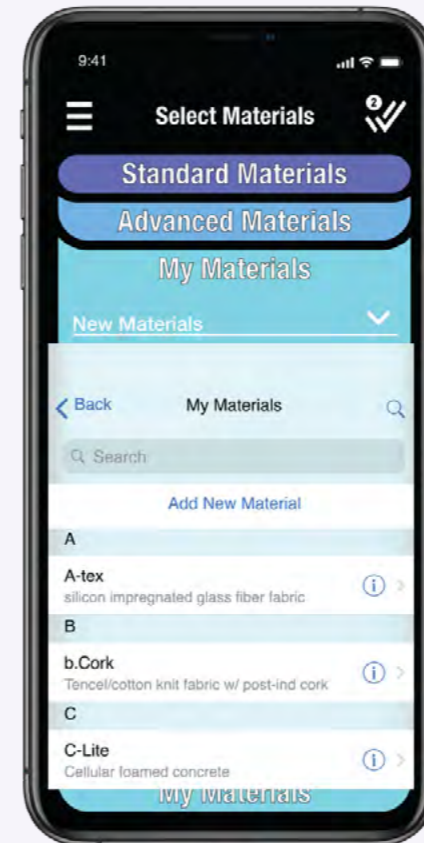 9:41
2
Select Materials
Standard Materials
Advanced Materials
My Materials
New Materials
Back My Materials
Search
Add New Material
A
A-tex
silicon impregnated glass fiber fabric
B
b.Cork
Tencel/cotton knit fabric w/ post-ind cork
C
C-Lite
Cellular foamed concrete
My Materials